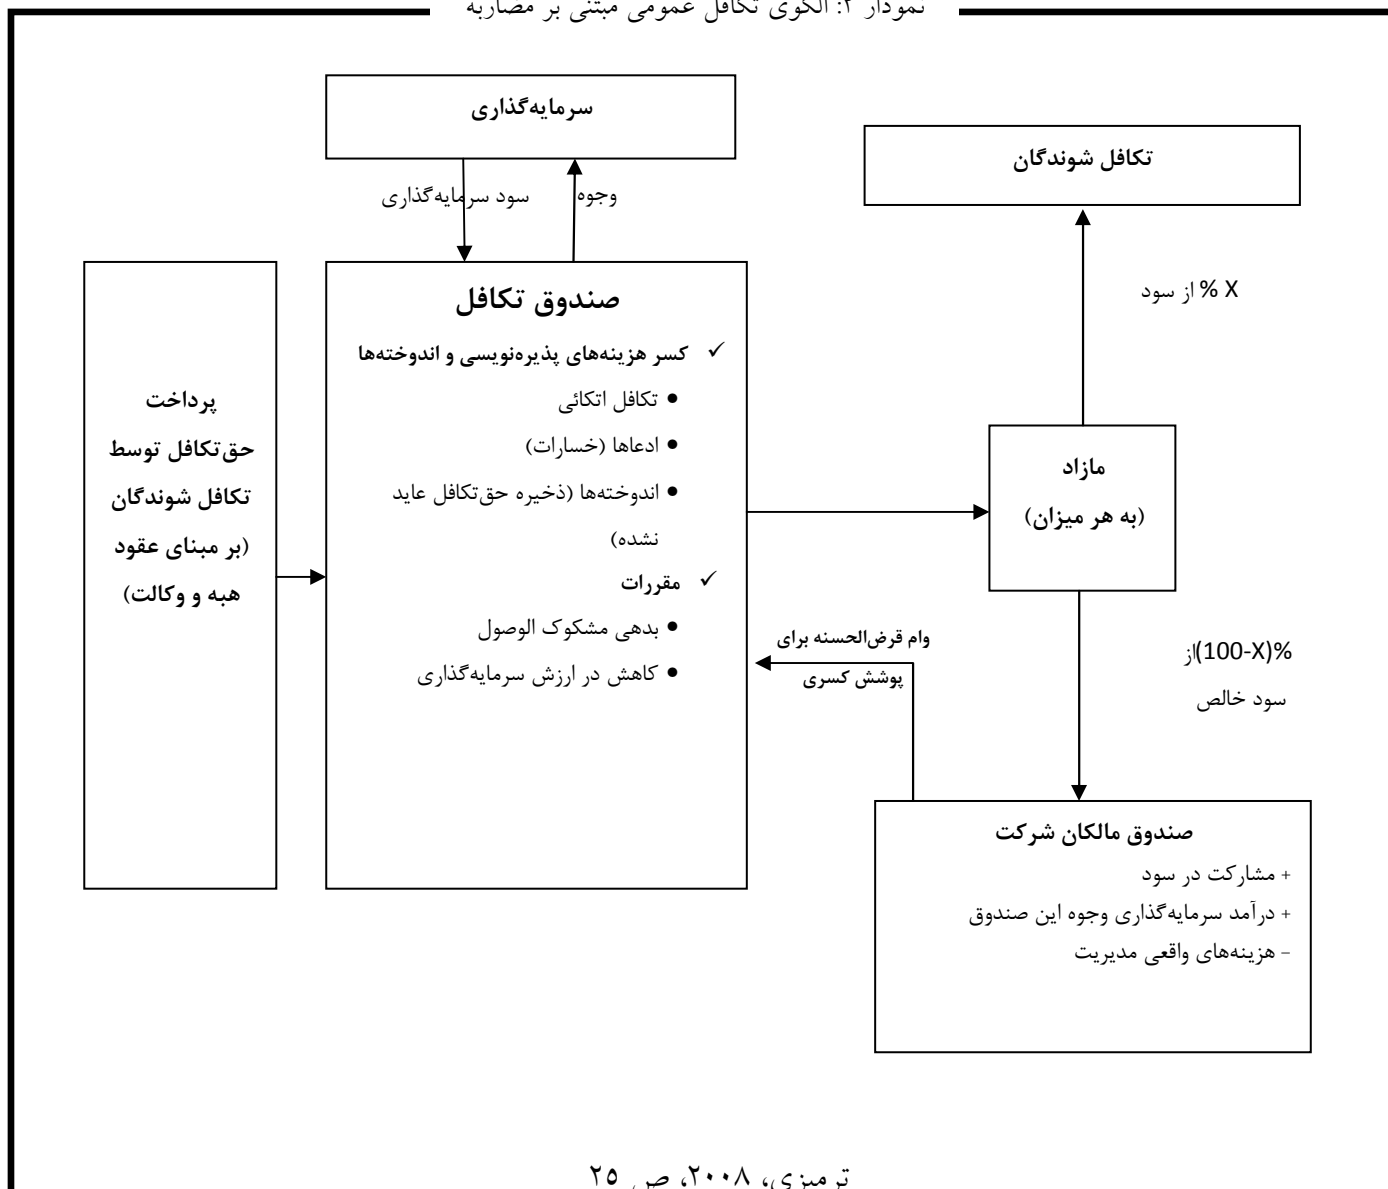 نمودار ۲: الگوی تکافل عمومی مبتنی بر مضاربه
سرمایه‌گذاری
تکافل شوندگان
سود سرمایه‌گذاری
وجوه
% X از سود
صندوق تکافل
✓ کسر هزینه‌های پذیره‌نویسی و اندوخته‌ها
• تکافل اتکائی
• ادعاها (خسارات)
• اندوخته‌ها (ذخیره حق‌تکافل عاید
نشده)
✓ مقررات
• بدهی مشکوک الوصول
• کاهش در ارزش سرمایه‌گذاری
پرداخت
حق‌تکافل توسط
تکافل شوندگان
(بر مبنای عقود
هبه و وکالت)
مازاد
(به هر میزان)
وام قرض‌الحسنه برای
پوشش کسری
%(100-X)از
سود خالص
صندوق مالکان شرکت
+ مشارکت در سود
+ درآمد سرمایه‌گذاری وجوه این صندوق
- هزینه‌های واقعی مدیریت
ترمیزی، ۲۰۰۸، ص ۲۵